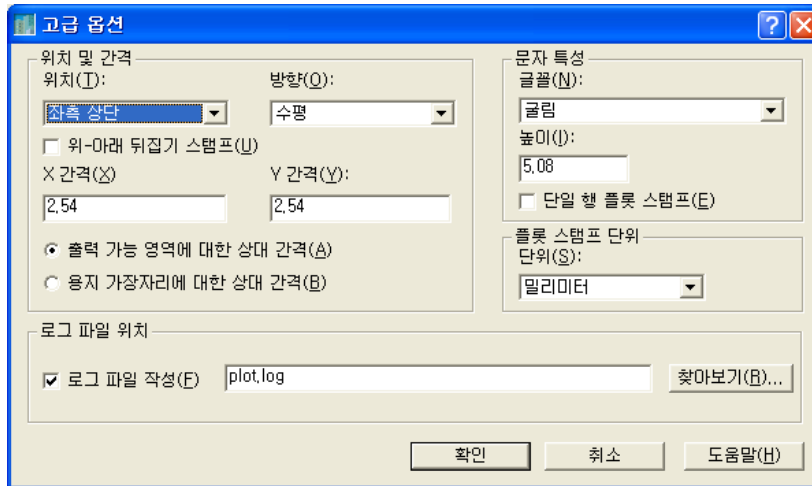 고급 옵션
위치 및 간격
위치(T):
방향(O):
좌측 상단
수평
위-아래 뒤집기 스탬프(U)
X 간격(X)
Y 간격(Y):
2.54
2.54
출력 가능 영역에 대한 상대 간격(A)
용지 가장자리에 대한 상대 간격(B)
문자 특성
글꼴(N):
굴림
높이(I):
5.08
단일 행 플롯 스탬프(E)
플롯 스탬프 단위
단위(S):
밀리미터
로그 파일 위치
로그 파일 작성(F)
plot.log
찾아보기(R)...
확인
취소
도움말(H)